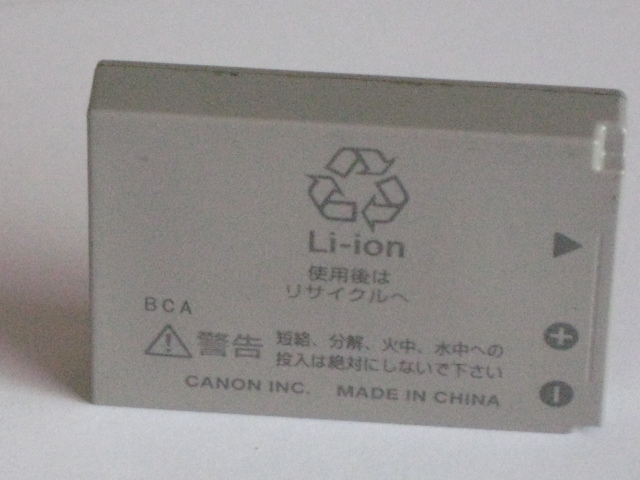 Li-ion
使用後は
リサイクルへ
BCA
警告
短絡、分解、火中、水中への
投入は絶対にしないで下さい
CANON INC. MADE IN CHINA